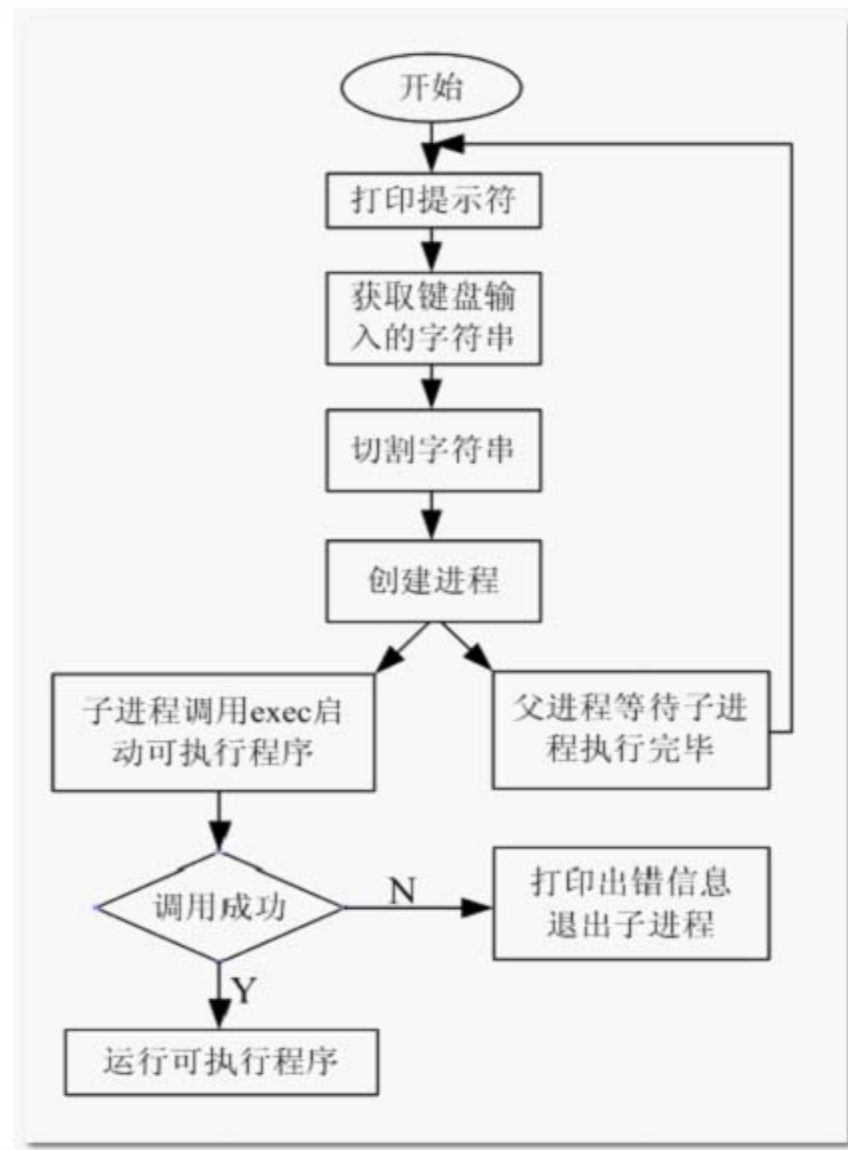 开始
打印提示符
获取键盘输
入的字符串
切割字符串
创建进程
子进程调用exec启
动可执行程序
父进程等待子进
程执行完毕
调用成功
N
打印出错信息
退出子进程
Y
运行可执行程序